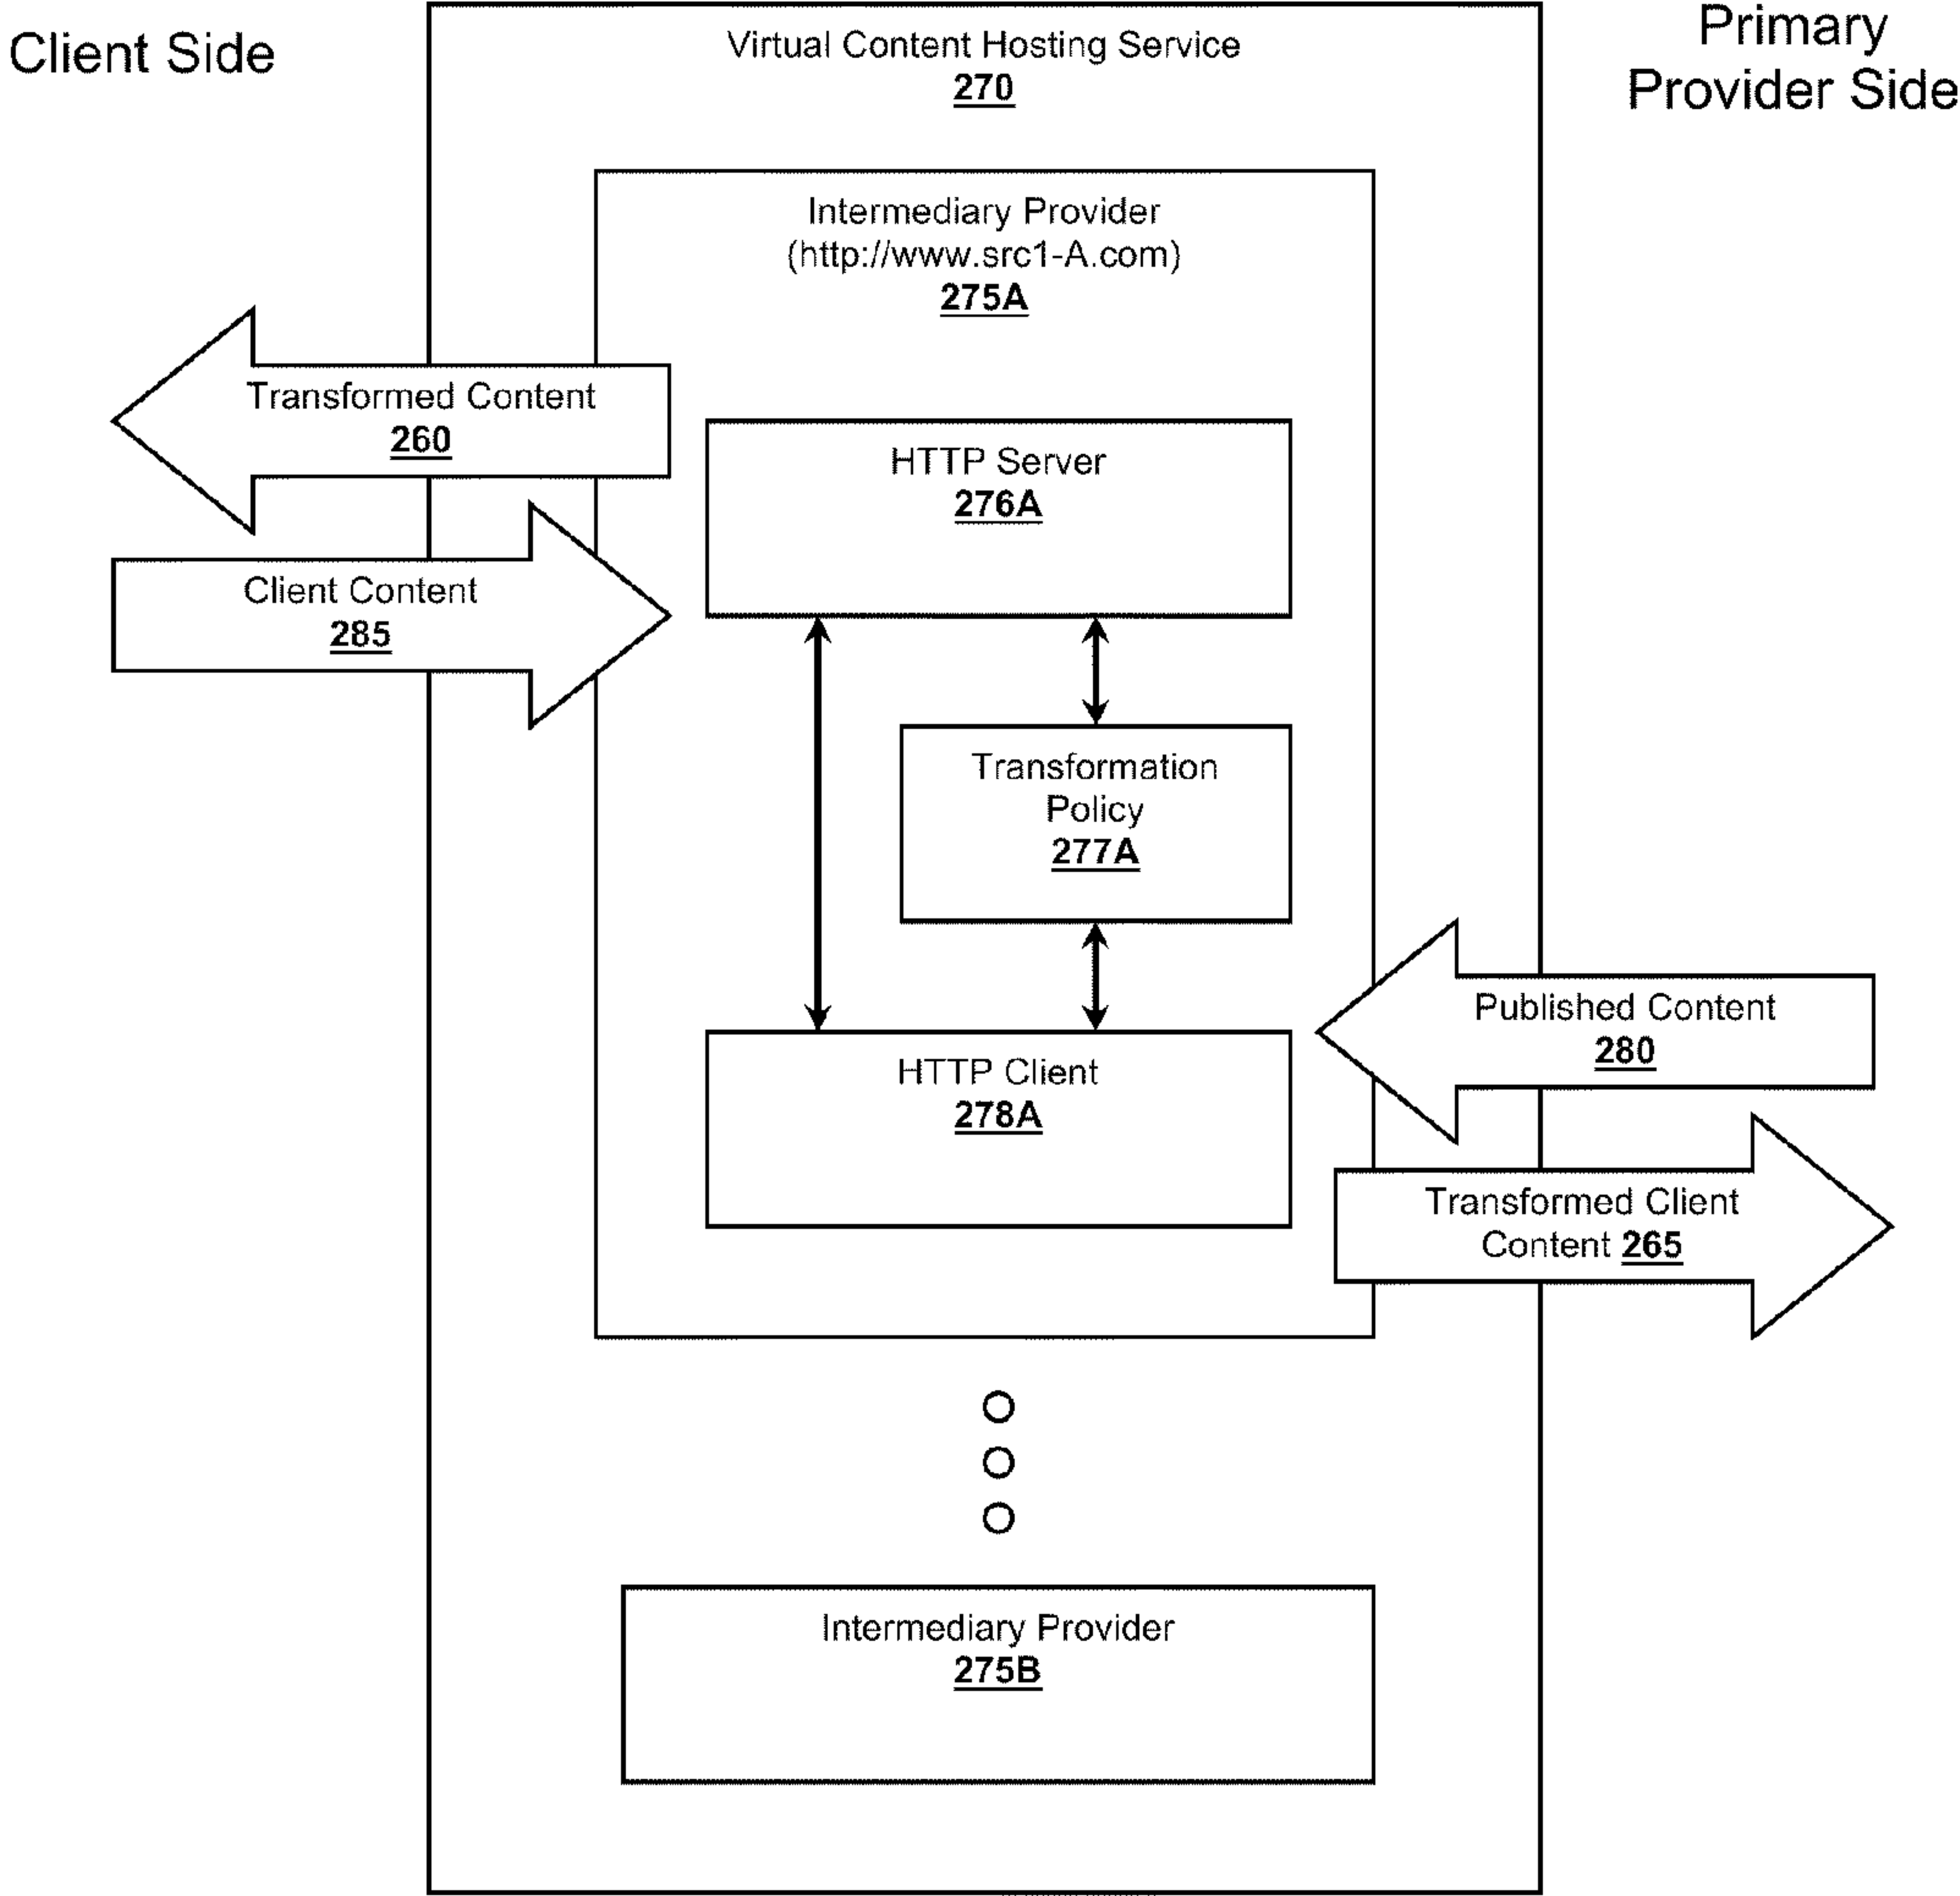 Client Side
Virtual Content Hosting Service
270
Primary
Provider Side
Intermediary Provider
(http://www.src1-A.com)
275A
Transformed Content
260
HTTP Server
276A
Client Content
285
Transformation
Policy
277A
Published Content
280
HTTP Client
278A
Transformed Client
Content 265
Intermediary Provider
275B